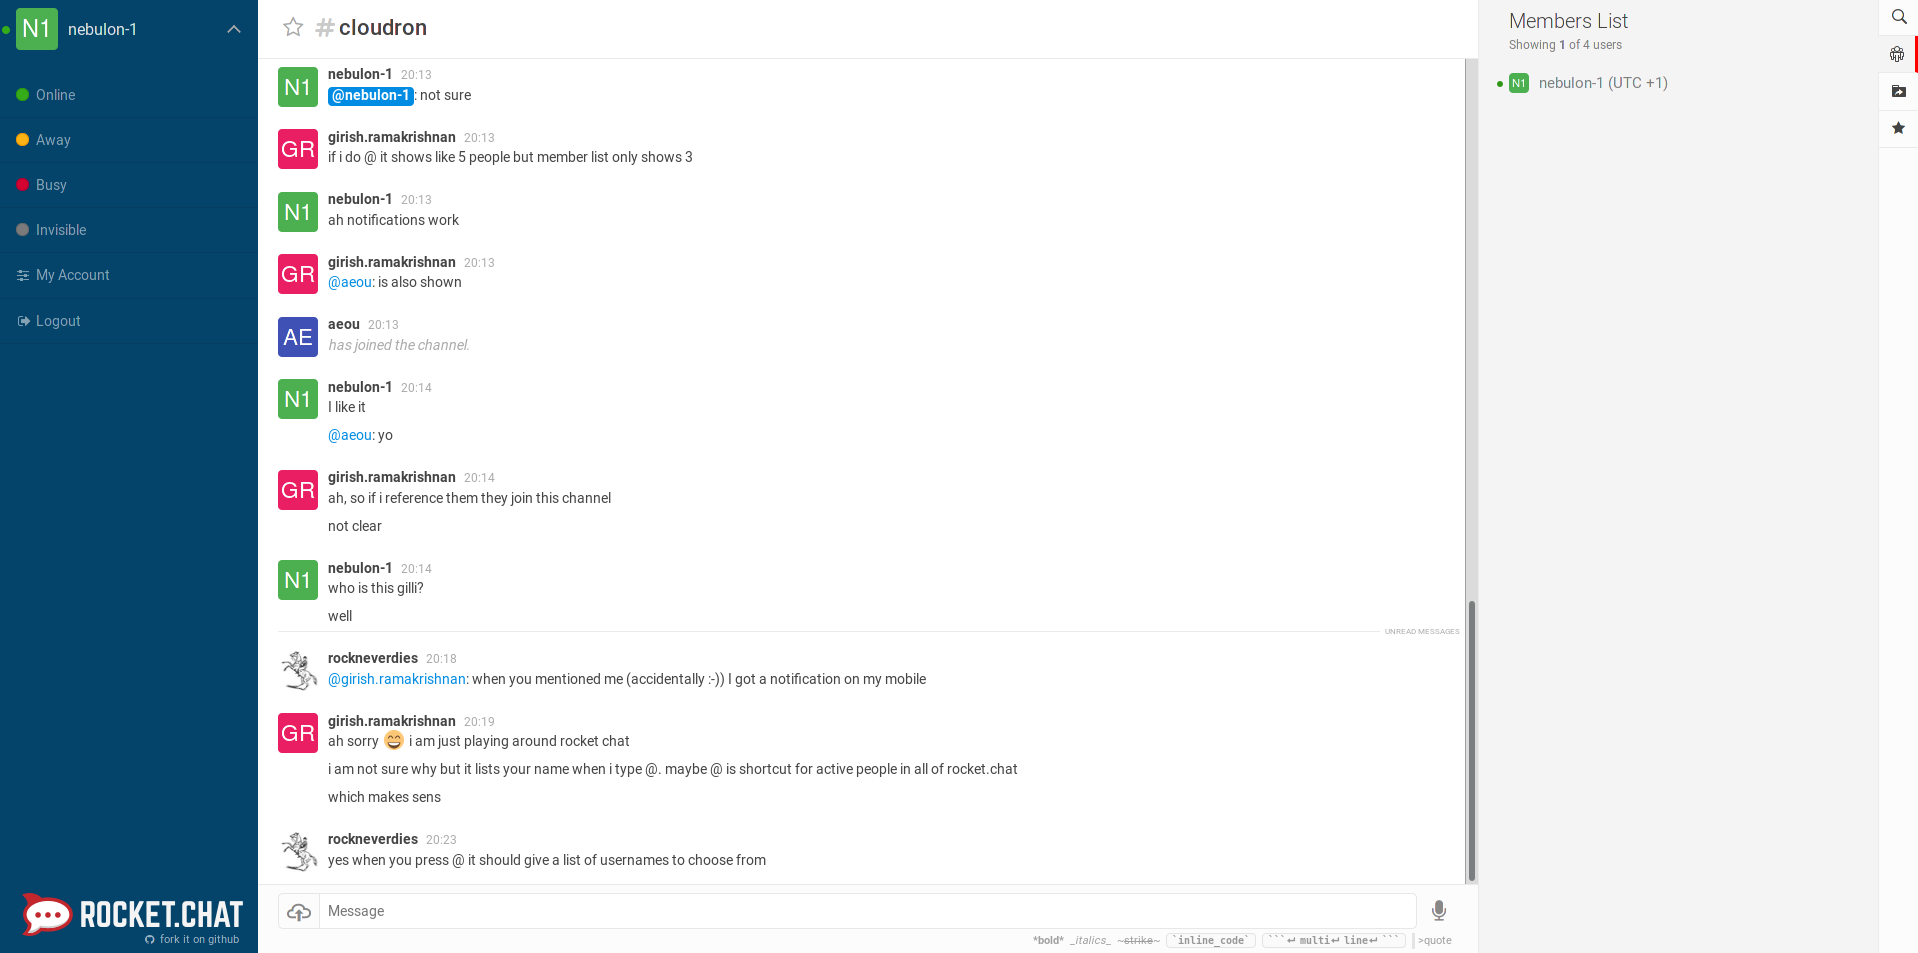 N1 nebulon-1
Online
Away
Busy
Invisible
My Account
Logout
ROCKET.CHAT
fork it on github
# cloudron
N1 nebulon-1 20:13
@nebulon-1: not sure
GR girish.ramakrishnan 20:13
if i do @ it shows like 5 people but member list only shows 3
N1 nebulon-1 20:13
ah notifications work
GR girish.ramakrishnan 20:13
@aeou: is also shown
AE aeou 20:13
has joined the channel.
N1 nebulon-1 20:14
I like it
@aeou: yo
GR girish.ramakrishnan 20:14
ah, so if i reference them they join this channel
not clear
N1 nebulon-1 20:14
who is this gilli?
well
UNREAD MESSAGES
rockneverdies 20:18
@girish.ramakrishnan: when you mentioned me (accidentally :-)) I got a notification on my mobile
GR girish.ramakrishnan 20:19
ah sorry 😄 i am just playing around rocket chat
i am not sure why but it lists your name when i type @. maybe @ is shortcut for active people in all of rocket.chat
which makes sens
rockneverdies 20:23
yes when you press @ it should give a list of usernames to choose from
Message
*bold* _italics_ ~strike~ `inline_code` ```↵ multi↵ line↵ ``` >quote
Members List
Showing 1 of 4 users
N1 nebulon-1 (UTC +1)